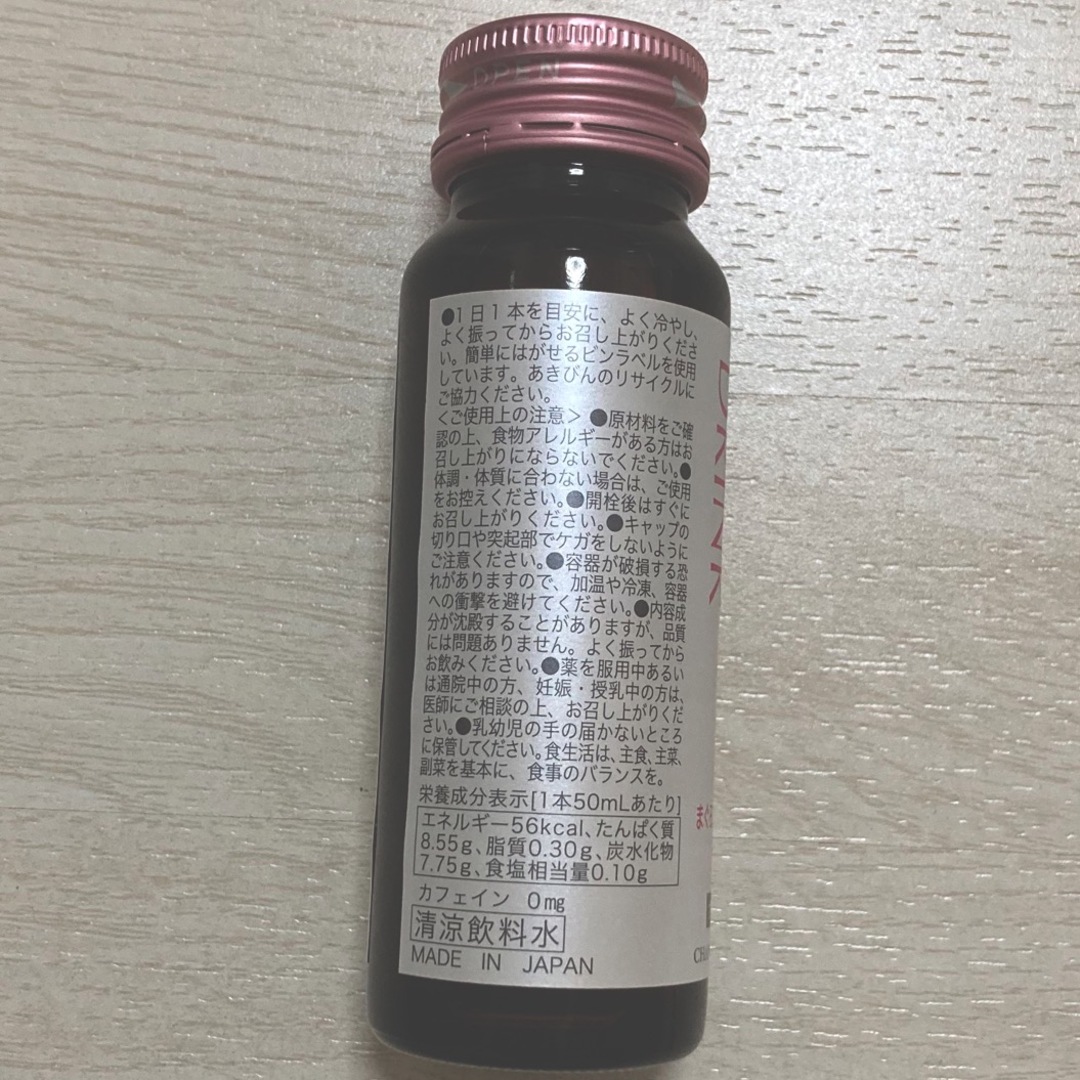 OPEN
●1日1本を目安に、よく冷やし、
よく振ってからお召し上がりくださ
い。簡単にはがせるビンラベルを使用
しています。あきびんのリサイクルに
ご協力ください。
<ご使用上の注意> ●原材料をご確
認の上、食物アレルギーがある方はお
召し上がりにならないでください。●
体調・体質に合わない場合は、ご使用
をお控えください。●開栓後はすぐに
お召し上がりください。●キャップの
切り口や突起部でケガをしないように
ご注意ください。●容器が破損する恐
れがありますので、加温や冷凍、容器
への衝撃を避けてください。●内容成
分が沈殿することがありますが、品質
には問題ありません。よく振ってから
お飲みください。●薬を服用中あるい
は通院中の方、妊娠・授乳中の方は、
医師にご相談の上、お召し上がりくだ
さい。●乳幼児の手の届かないところ
に保管してください。食生活は、主食、主菜、
副菜を基本に、食事のバランスを。
栄養成分表示[1本50mLあたり]
エネルギー56kcal、たんぱく質
8.55g、脂質0.30g、炭水化物
7.75g、食塩相当量0.10g
カフェイン 0mg
清涼飲料水
MADE IN JAPAN
DRINK